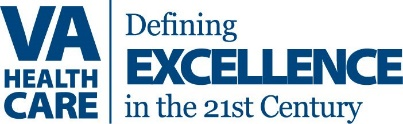 VA
HEALTH
CARE
Defining
EXCELLENCE
in the 21st Century